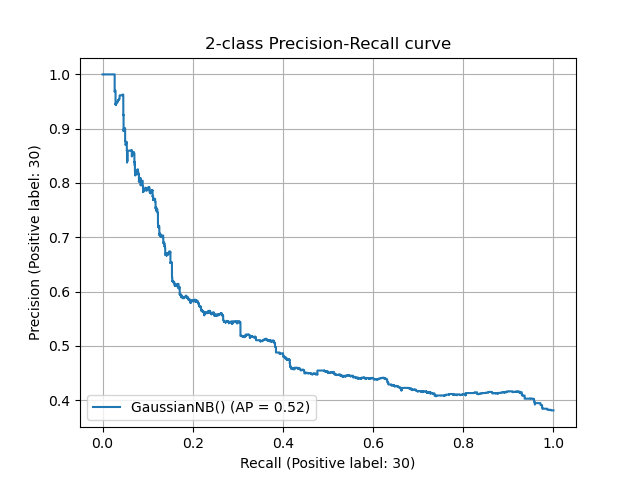 2-class Precision-Recall curve
1.0
0.9
0.8
0.7
0.6
0.5
0.4
Precision (Positive label: 30)
GaussianNB() (AP = 0.52)
0.0 0.2 0.4 0.6 0.8 1.0
Recall (Positive label: 30)